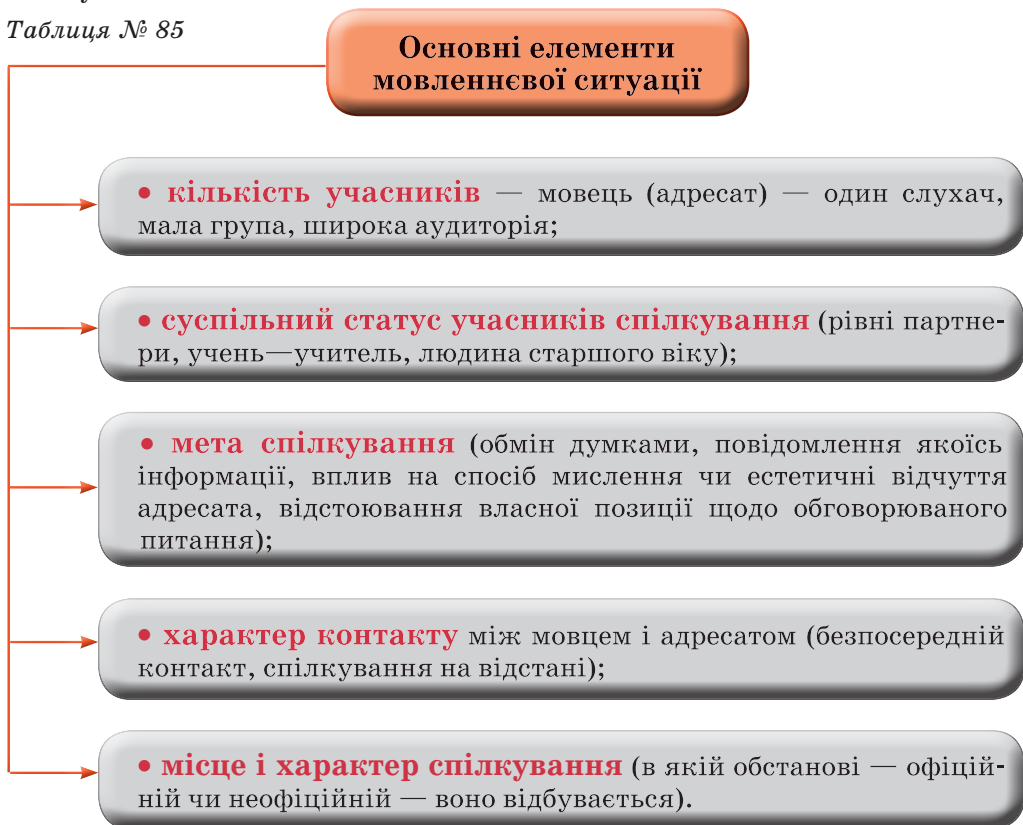 Таблиця № 85
Основні елементи
мовленнєвої ситуації
• кількість учасників — мовець (адресат) — один слухач,
мала група, широка аудиторія;
• суспільний статус учасників спілкування (рівні партне-
ри, учень—учитель, людина старшого віку);
• мета спілкування (обмін думками, повідомлення якоїсь
інформації, вплив на спосіб мислення чи естетичні відчуття
адресата, відстоювання власної позиції щодо обговорюваного
питання);
• характер контакту між мовцем і адресатом (безпосередній
контакт, спілкування на відстані);
• місце і характер спілкування (в якій обстанові — офіцій-
ній чи неофіційній — воно відбувається).